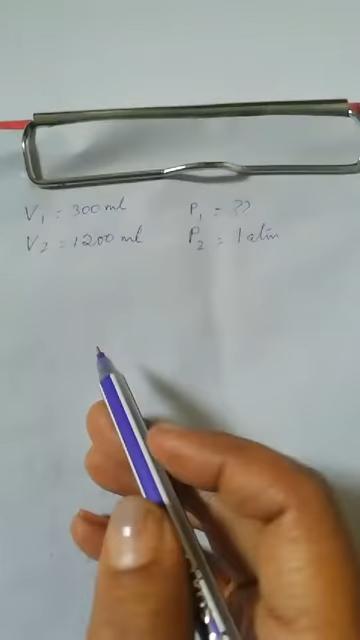 V₁ = 300 ml P₁ = ??
V₂ = 1200 ml P₂ = 1 atm